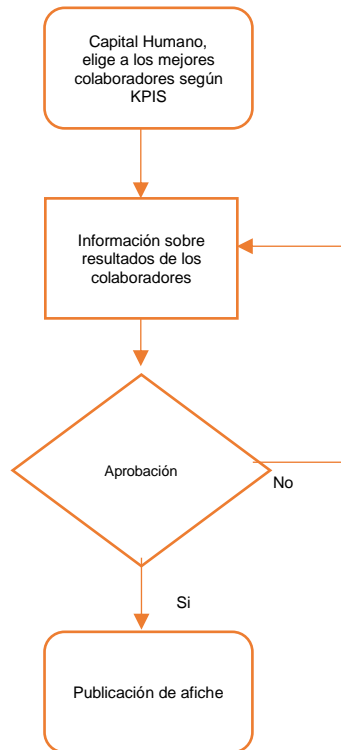 Capital Humano,
elige a los mejores
colaboradores según
KPIS
Información sobre
resultados de los
colaboradores
Aprobación
No
Si
Publicación de afiche